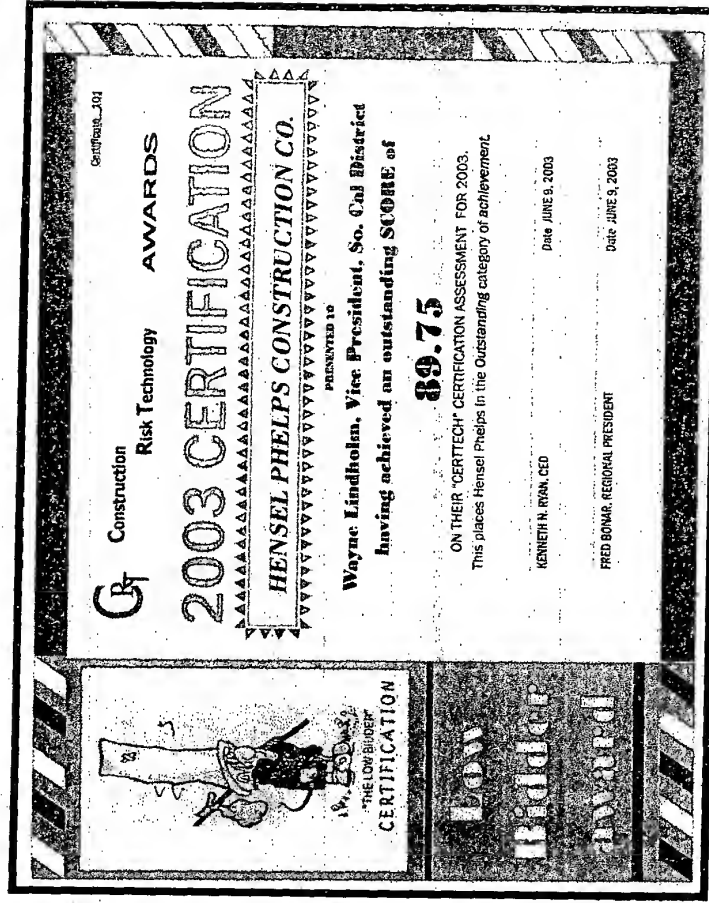 Certificate_101
CRT Construction
Risk Technology AWARDS
2003 CERTIFICATION
HENSEL PHELPS CONSTRUCTION CO.
PRESENTED TO
Wayne Lindholm, Vice President, So. Cal District
having achieved an outstanding SCORE of
89.75
ON THEIR "CERTTECH" CERTIFICATION ASSESSMENT FOR 2003.
This places Hensel Phelps in the Outstanding category of achievement.
KENNETH N. RYAN, CEO Date JUNE 9, 2003
FRED BONAR, REGIONAL PRESIDENT Date JUNE 9, 2003
"THE LOW BIDDER"
CERTIFICATION
Low
Bidder
award